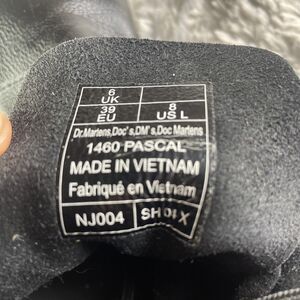 6 UK
39 EU 8 US L
Dr.Martens,Doc's,DM's,Doc Martens
1460 PASCAL
MADE IN VIETNAM
Fabriqué en Vietnam
NJ004 SH04X